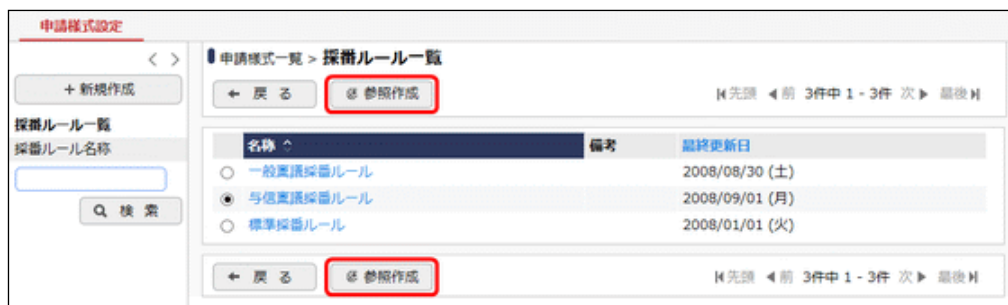 申請様式設定
< >
+ 新規作成
採番ルール一覧
採番ルール名称
検 索
申請様式一覧 > 採番ルール一覧
戻 る 参照作成 先頭 前 3件中 1 - 3件 次 最後
名称 備考 最終更新日
一般稟議採番ルール 2008/08/30 (土)
与信稟議採番ルール 2008/09/01 (月)
標準採番ルール 2008/01/01 (火)
戻 る 参照作成 先頭 前 3件中 1 - 3件 次 最後